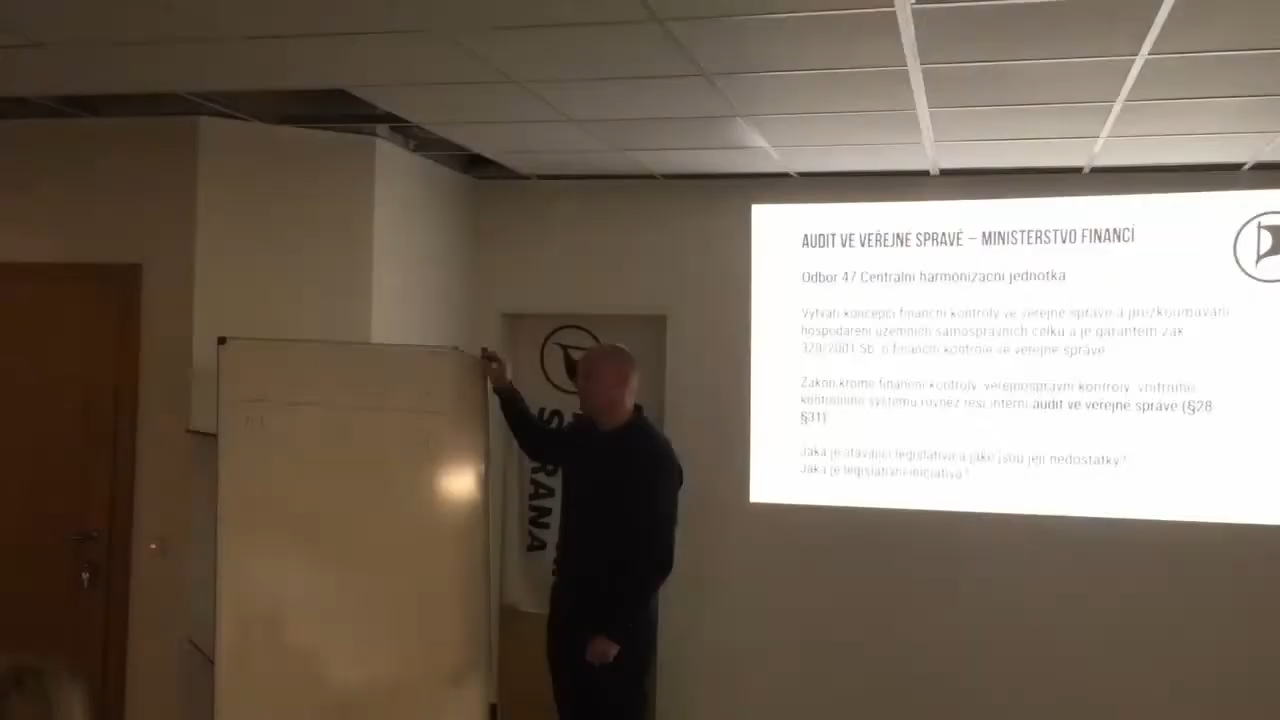 STRANA
AUDIT VE VEŘEJNÉ SPRÁVĚ – MINISTERSTVO FINANCÍ
Odbor 47 Centrální harmonizační jednotka
Vytváří koncepci finanční kontroly ve veřejné správě a přezkoumávání
hospodaření územních samosprávních celků a je garantem zák.
320/2001 Sb. o finanční kontrole ve veřejné správě
Zákon kromě finanční kontroly, veřejnosprávní kontroly, vnitřního
kontrolního systému rovněž řeší interní audit ve veřejné správě (§28
§31)
Jaká je stávající legislativa a jaké jsou její nedostatky?
Jaká je legislativní iniciativa?